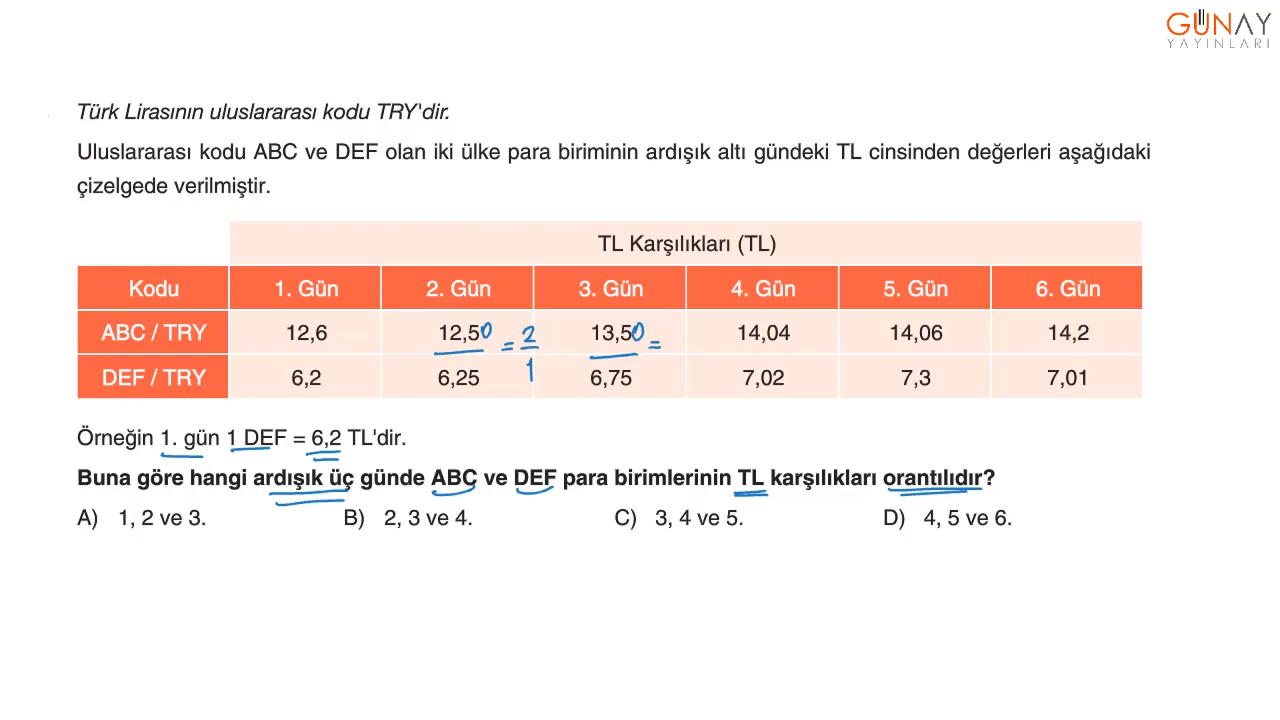 GÜNAY
YAYINLARI
Türk Lirasının uluslararası kodu TRY'dir.
Uluslararası kodu ABC ve DEF olan iki ülke para biriminin ardışık altı gündeki TL cinsinden değerleri aşağıdaki
çizelgede verilmiştir.
TL Karşılıkları (TL)
Kodu 1. Gün 2. Gün 3. Gün 4. Gün 5. Gün 6. Gün
ABC / TRY 12,6 12,50 = 2/1 13,50 = 14,04 14,06 14,2
DEF / TRY 6,2 6,25 6,75 7,02 7,3 7,01
Örneğin 1. gün 1 DEF = 6,2 TL'dir.
Buna göre hangi ardışık üç günde ABC ve DEF para birimlerinin TL karşılıkları orantılıdır?
A) 1, 2 ve 3. B) 2, 3 ve 4. C) 3, 4 ve 5. D) 4, 5 ve 6.